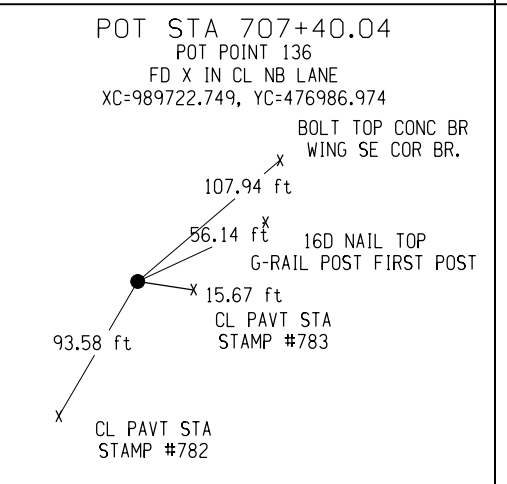 POT STA 707+40.04
POT POINT 136
FD X IN CL NB LANE
XC=989722.749, YC=476986.974
BOLT TOP CONC BR
WING SE COR BR.
107.94 ft
56.14 ft
16D NAIL TOP
G-RAIL POST FIRST POST
15.67 ft
CL PAVT STA
STAMP #783
93.58 ft
CL PAVT STA
STAMP #782